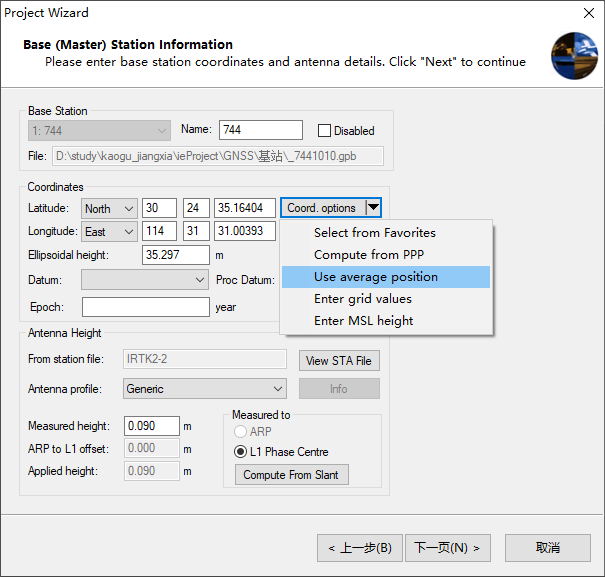 Project Wizard
Base (Master) Station Information
Please enter base station coordinates and antenna details. Click "Next" to continue
Base Station
1: 744
Name: 744
Disabled
File: D:\study\kaogu_jiangxia\ieProject\GNSS\基站\_7441010.gpb
Coordinates
Latitude: North 30 24 35.16404 Coord. options
Longitude: East 114 31 31.00393
Select from Favorites
Ellipsoidal height: 35.297 m
Compute from PPP
Datum: Proc Datum:
Use average position
Epoch: year
Enter grid values
Enter MSL height
Antenna Height
From station file: IRTK2-2 View STA File
Antenna profile: Generic Info
Measured height: 0.090 m
ARP to L1 offset: 0.000 m
Applied height: 0.090 m
Measured to
ARP
L1 Phase Centre
Compute From Slant
< 上一步(B) 下一页(N) > 取消